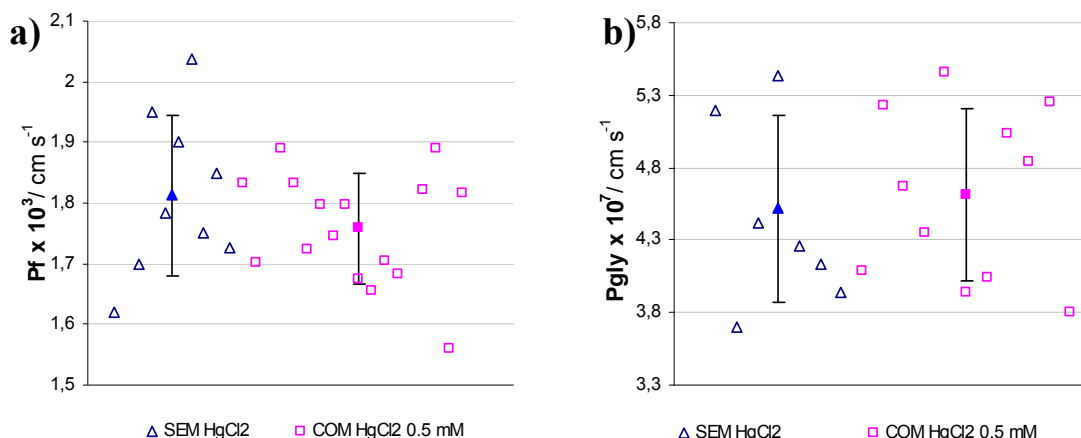 a)
Pf x 10³/ cm s⁻¹
2,1
2
1,9
1,8
1,7
1,6
1,5
SEM HgCl2
COM HgCl2 0.5 mM
b)
Pgly x 10⁷/ cm s⁻¹
5,8
5,3
4,8
4,3
3,8
3,3
SEM HgCl2
COM HgCl2 0.5 mM